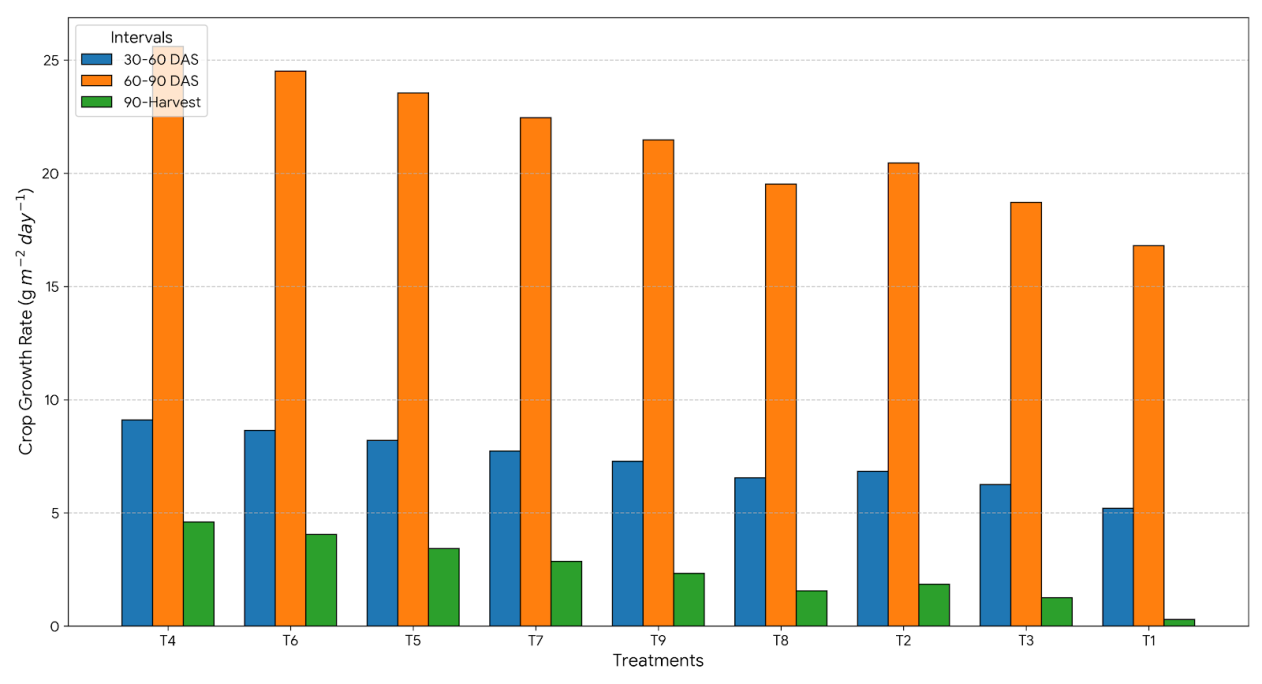 Intervals
30-60 DAS
60-90 DAS
90-Harvest
Crop Growth Rate (g m⁻² day⁻¹)
25
20
15
10
5
0
T4 T6 T5 T7 T9 T8 T2 T3 T1
Treatments